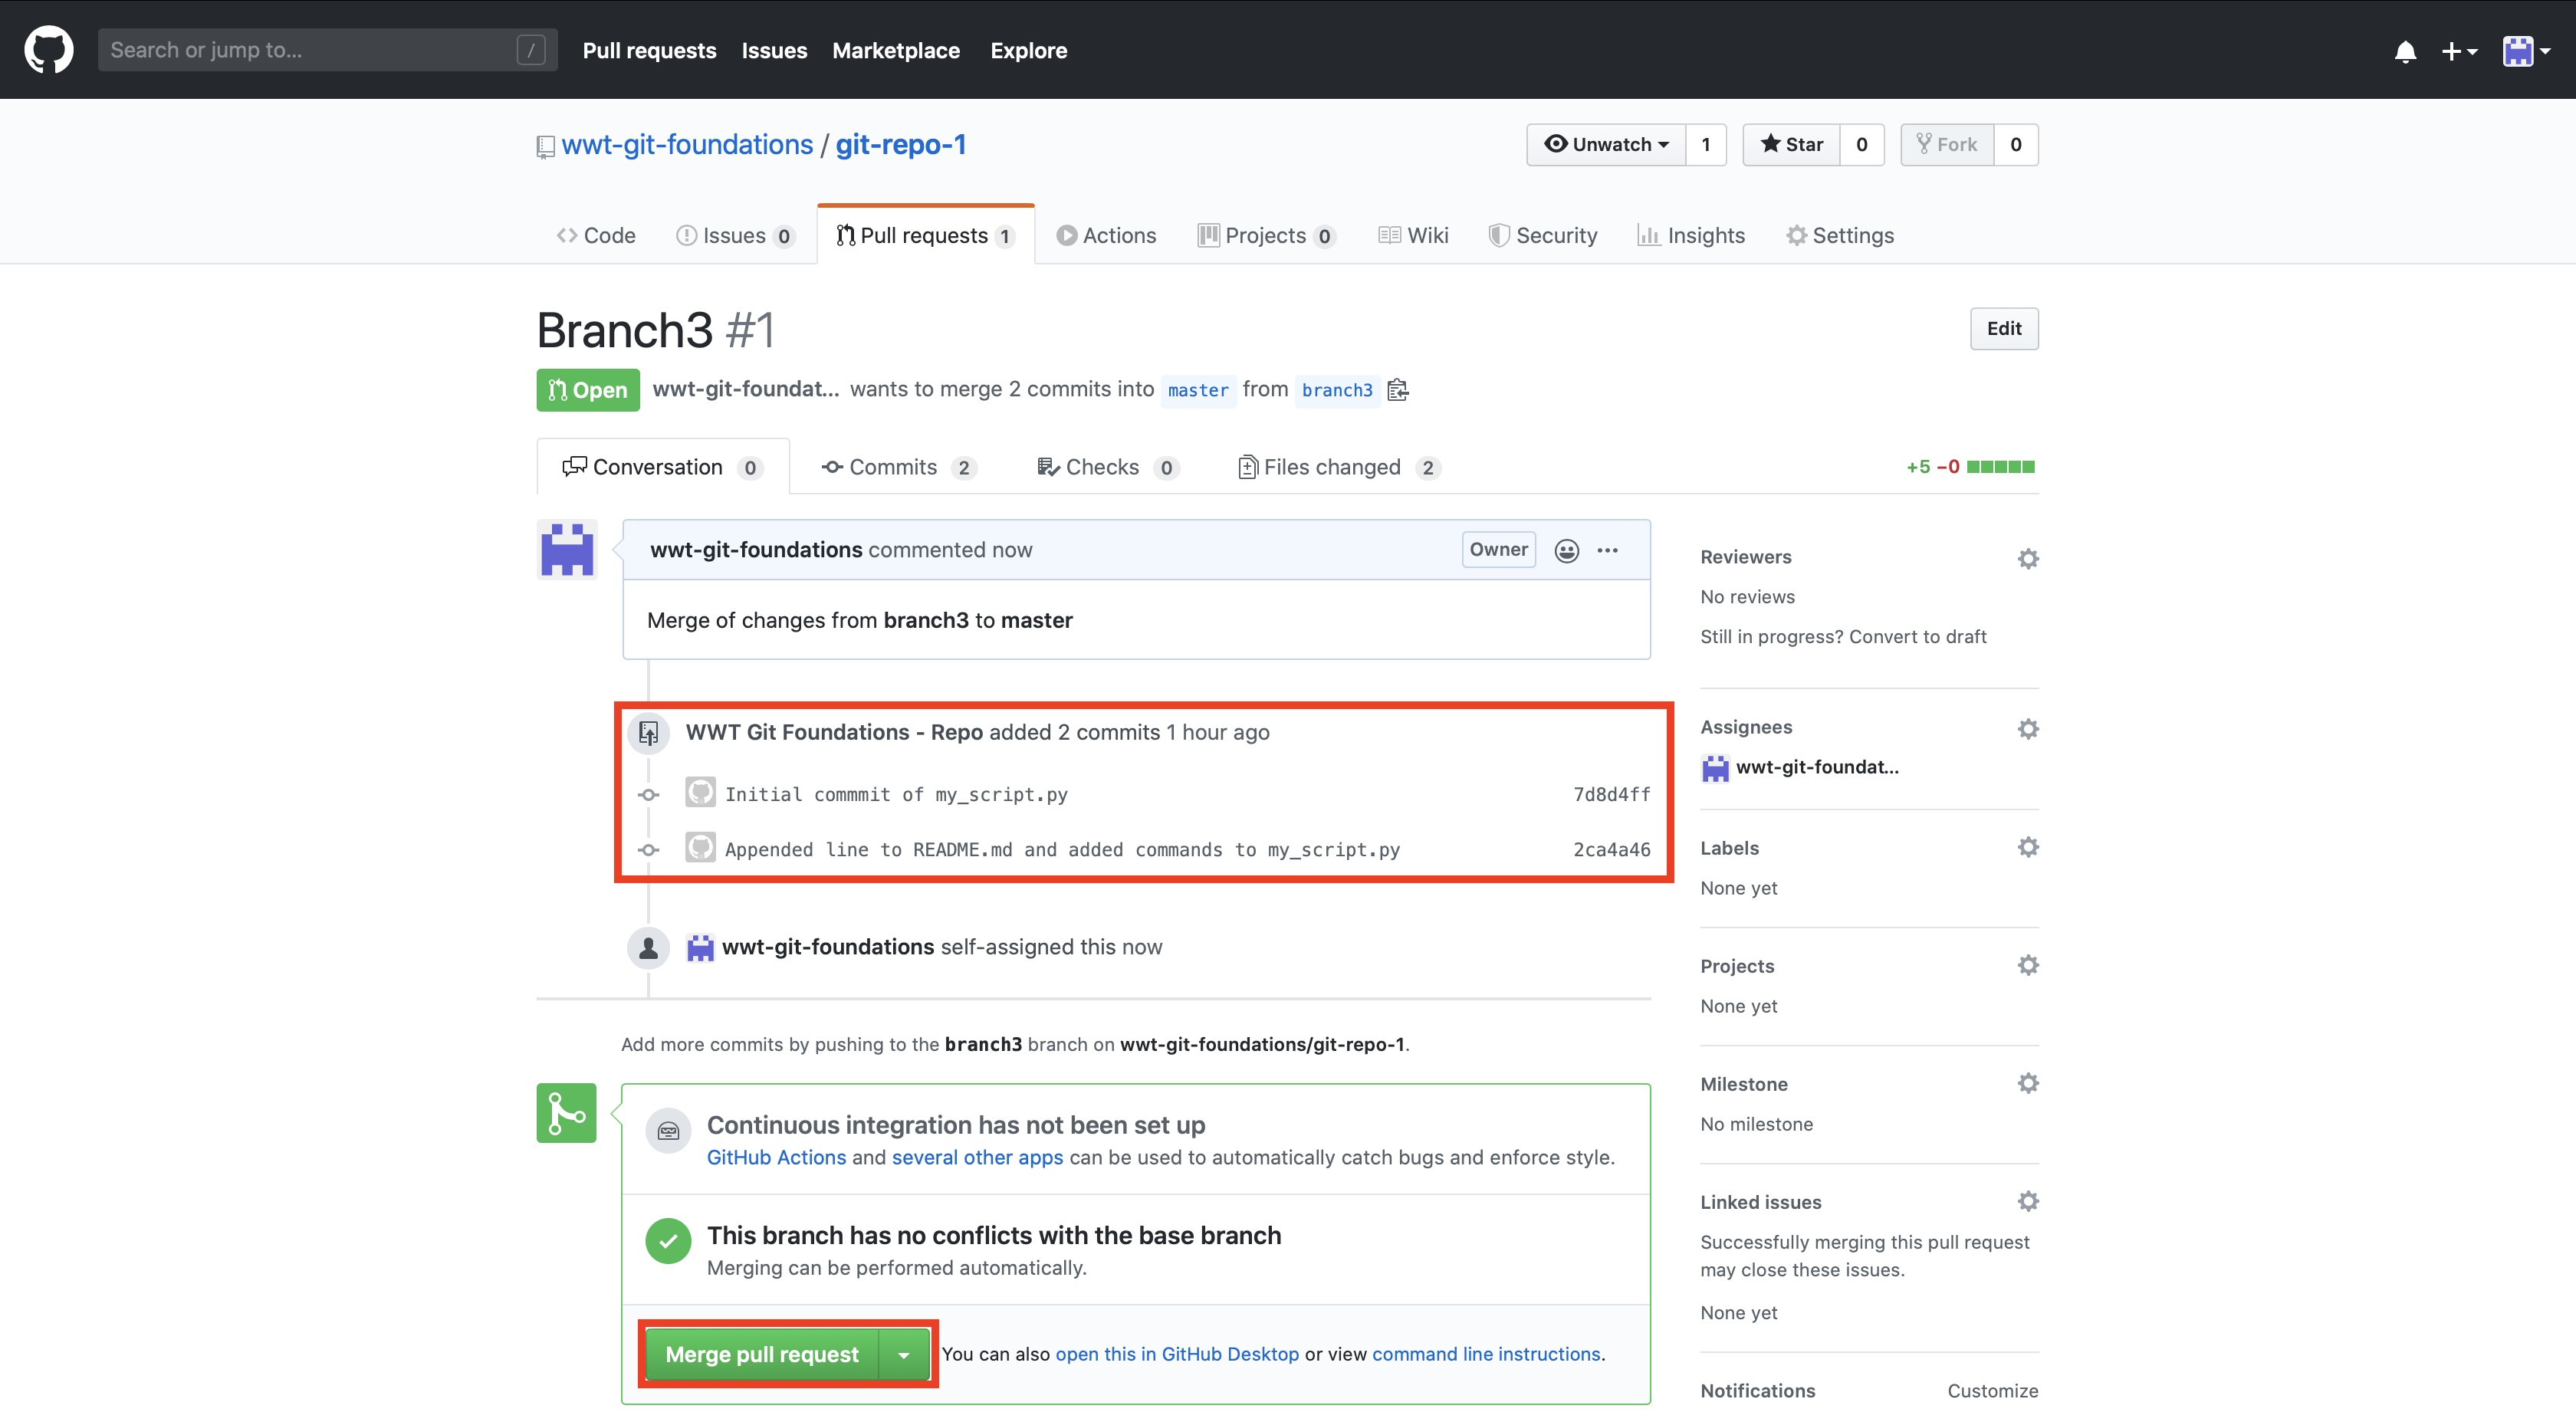 Search or jump to... /
Pull requests Issues Marketplace Explore
wwt-git-foundations / git-repo-1
Unwatch 1 Star 0 Fork 0
Code Issues 0 Pull requests 1 Actions Projects 0 Wiki Security Insights Settings
Branch3 #1
Edit
Open wwt-git-foundat... wants to merge 2 commits into master from branch3
Conversation 0 Commits 2 Checks 0 Files changed 2 +5 −0
wwt-git-foundations commented now Owner ...
Merge of changes from branch3 to master
WWT Git Foundations - Repo added 2 commits 1 hour ago
Initial commmit of my_script.py 7d8d4ff
Appended line to README.md and added commands to my_script.py 2ca4a46
wwt-git-foundations self-assigned this now
Add more commits by pushing to the branch3 branch on wwt-git-foundations/git-repo-1.
Continuous integration has not been set up
GitHub Actions and several other apps can be used to automatically catch bugs and enforce style.
This branch has no conflicts with the base branch
Merging can be performed automatically.
Merge pull request You can also open this in GitHub Desktop or view command line instructions.
Reviewers
No reviews
Still in progress? Convert to draft
Assignees
wwt-git-foundat...
Labels
None yet
Projects
None yet
Milestone
No milestone
Linked issues
Successfully merging this pull request
may close these issues.
None yet
Notifications Customize